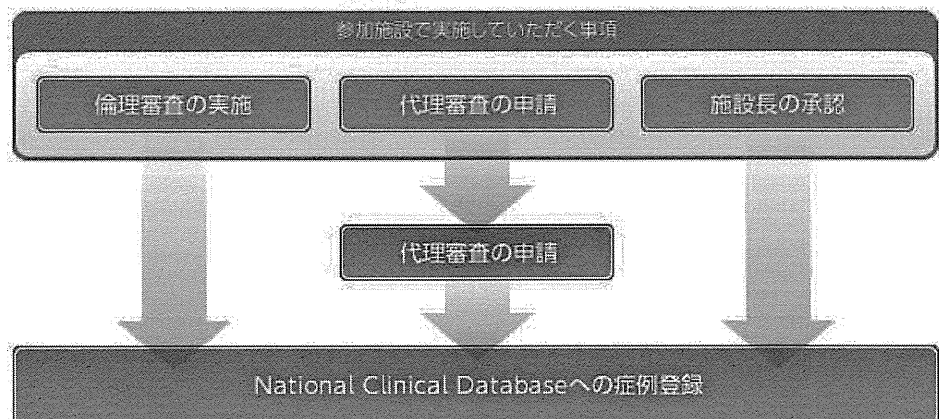 参加施設で実施していただく事項
倫理審査の実施
代理審査の申請
施設長の承認
代理審査の申請
National Clinical Databaseへの症例登録